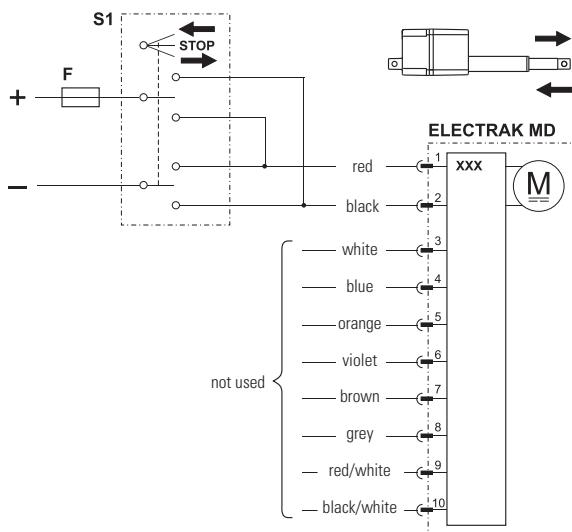 S1
STOP
F
+
–
ELECTRAK MD
XXX
M
red 1
black 2
white 3
blue 4
orange 5
violet 6
brown 7
grey 8
red/white 9
black/white 10
not used